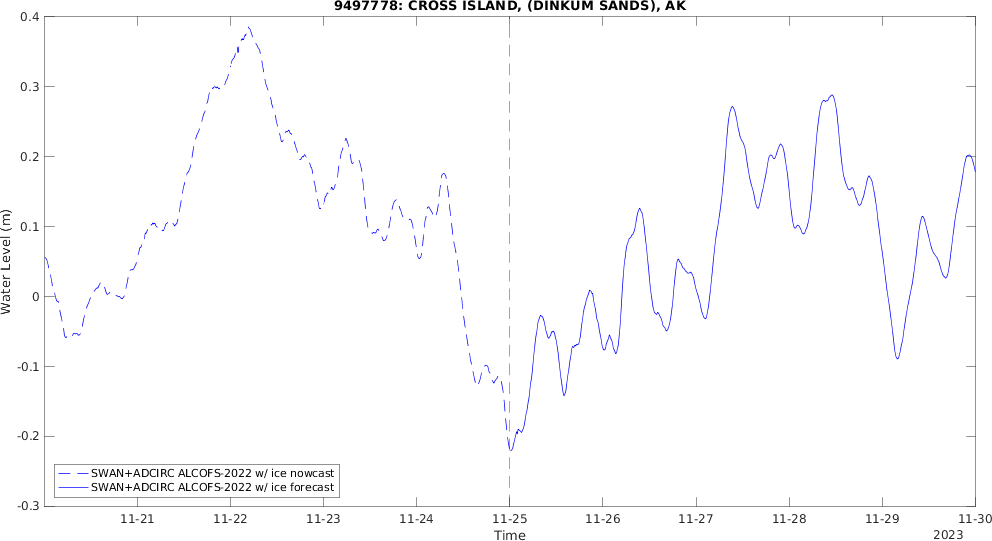 9497778: CROSS ISLAND, (DINKUM SANDS), AK
Water Level (m)
0.4
0.3
0.2
0.1
0
-0.1
-0.2
-0.3
SWAN+ADCIRC ALCOFS-2022 w/ ice nowcast
SWAN+ADCIRC ALCOFS-2022 w/ ice forecast
11-21 11-22 11-23 11-24 11-25 11-26 11-27 11-28 11-29 11-30
Time
2023